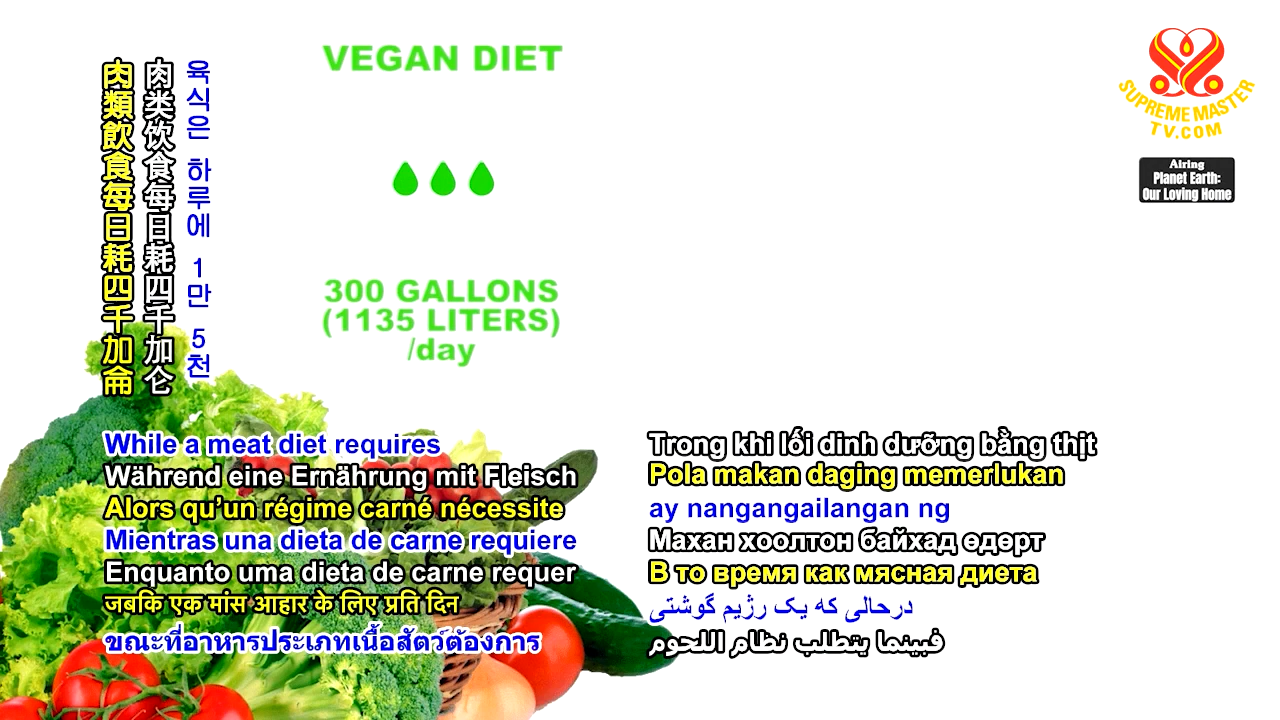 VEGAN DIET
300 GALLONS
(1135 LITERS)
/day
SUPREME MASTER
TV.COM
Airing
Planet Earth:
Our Loving Home
肉類飲食每日耗四千加侖
肉类饮食每日耗四千加仑
육식은 하루에 1만 5천
While a meat diet requires
Während eine Ernährung mit Fleisch
Alors qu’un régime carné nécessite
Mientras una dieta de carne requiere
Enquanto uma dieta de carne requer
जबकि एक मांस आहार के लिए प्रति दिन
ขณะที่อาหารประเภทเนื้อสัตว์ต้องการ
Trong khi lối dinh dưỡng bằng thịt
Pola makan daging memerlukan
ay nangangailangan ng
Махан хоолтон байхад өдөрт
В то время как мясная диета
درحالی که یک رژیم گوشتی
فبينما يتطلب نظام اللحوم